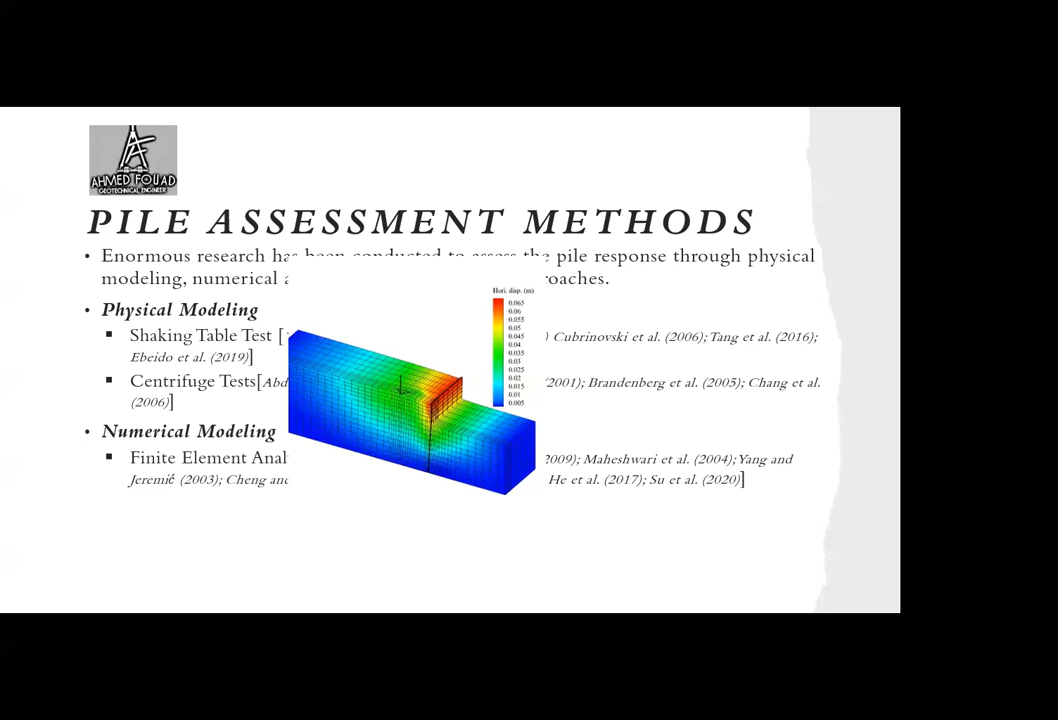 AHMED FOUAD
GEOTECHNICAL ENGINEER
PILE ASSESSMENT METHODS
• Enormous research has been conducted to assess the pile response through physical
modeling, numerical
• Physical Modeling
Hori. disp. (m)
0.065
0.06
0.055
0.05
0.045
0.04
0.035
0.03
0.025
0.02
0.015
0.01
0.005
▪ Shaking Table Test [ ) Cubrinovski et al. (2006); Tang et al. (2016);
Ebeido et al. (2019)]
▪ Centrifuge Tests[ (2001); Brandenberg et al. (2005); Chang et al.
(2006)]
• Numerical Modeling
▪ Finite Element 2009); Maheshwari et al. (2004); Yang and
Jeremić (2003); Cheng He et al. (2017); Su et al. (2020)]